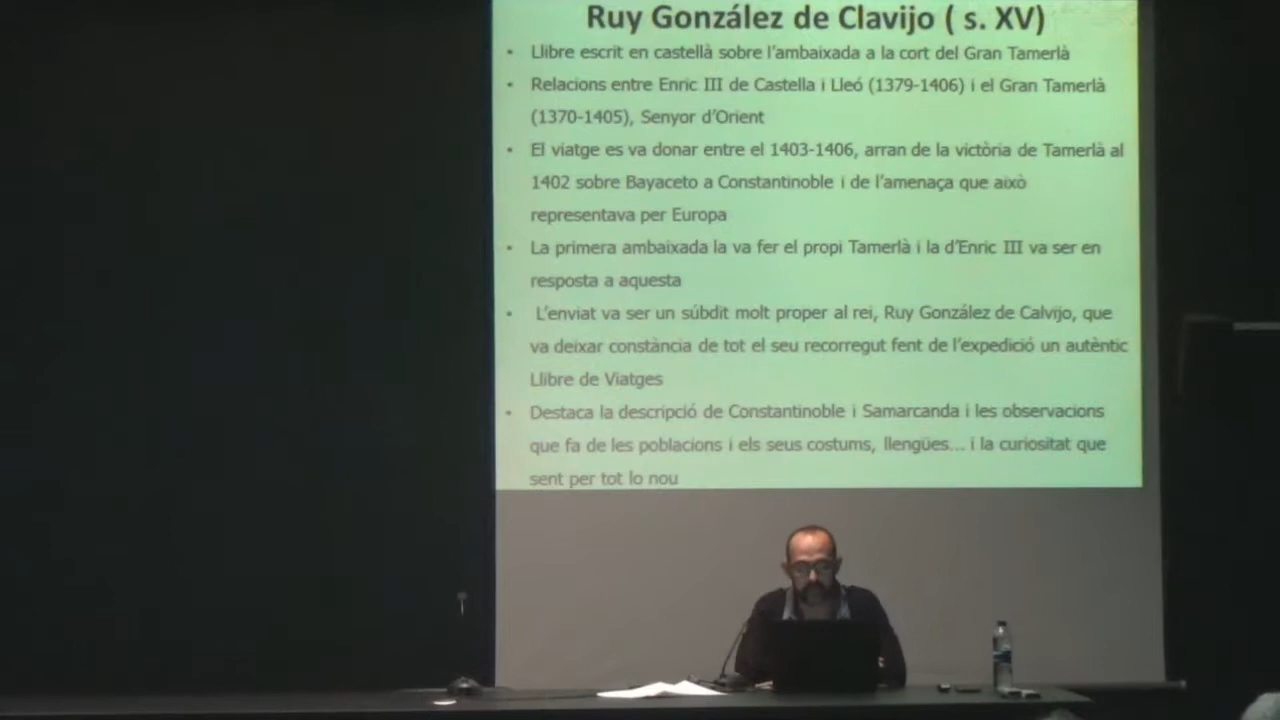 Ruy González de Clavijo ( s. XV)
• Llibre escrit en castellà sobre l'ambaixada a la cort del Gran Tamerlà
• Relacions entre Enric III de Castella i Lleó (1379-1406) i el Gran Tamerlà
(1370-1405), Senyor d'Orient
• El viatge es va donar entre el 1403-1406, arran de la victòria de Tamerlà al
1402 sobre Bayaceto a Constantinoble i de l'amenaça que això
representava per Europa
• La primera ambaixada la va fer el propi Tamerlà i la d'Enric III va ser en
resposta a aquesta
• L'enviat va ser un súbdit molt proper al rei, Ruy González de Calvijo, que
va deixar constància de tot el seu recorregut fent de l'expedició un autèntic
Llibre de Viatges
• Destaca la descripció de Constantinoble i Samarcanda i les observacions
que fa de les poblacions i els seus costums, llengües... i la curiositat que
sent per tot lo nou